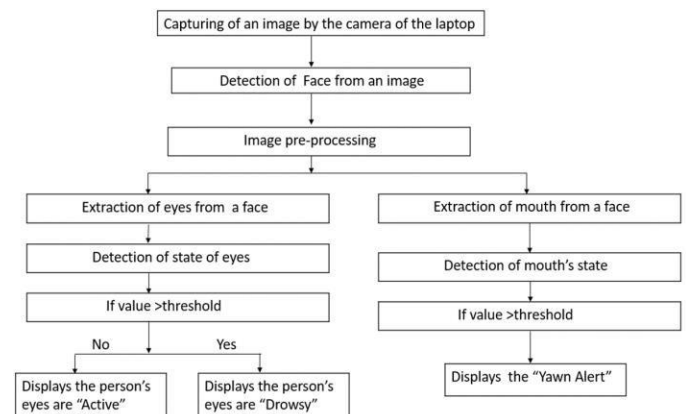 Capturing of an image by the camera of the laptop
Detection of Face from an image
Image pre-processing
Extraction of eyes from a face
Detection of state of eyes
If value >threshold
No
Yes
Displays the person's
eyes are "Active"
Displays the person's
eyes are "Drowsy"
Extraction of mouth from a face
Detection of mouth's state
If value >threshold
Displays the "Yawn Alert"